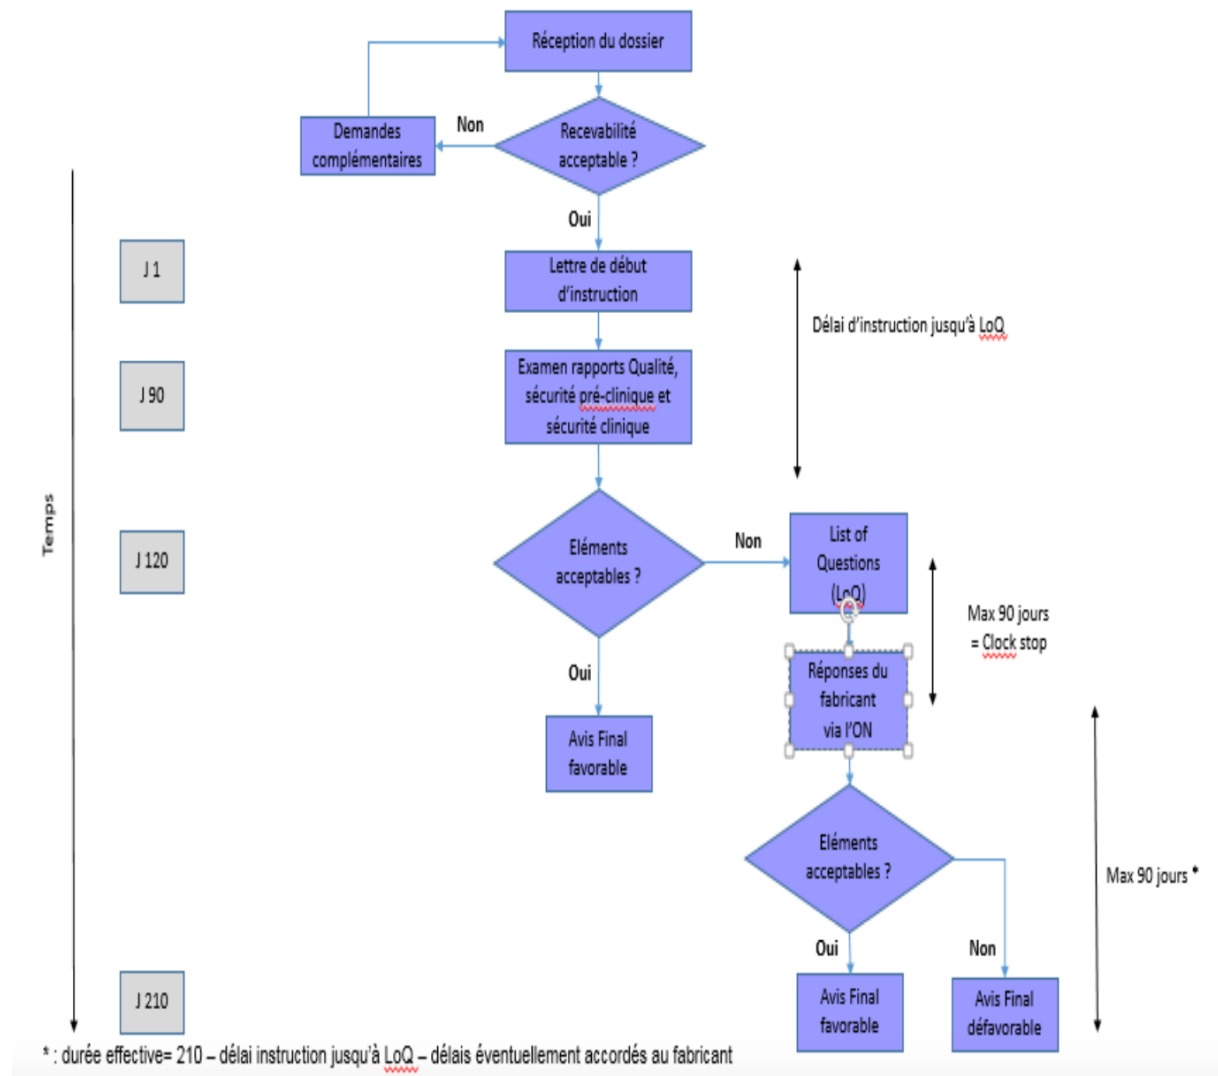 Réception du dossier
Non
Demandes
complémentaires
Recevabilité
acceptable ?
Oui
J 1
Lettre de début
d'instruction
Délai d'instruction jusqu'à LoQ
J 90
Examen rapports Qualité,
sécurité pré-clinique et
sécurité clinique
Temps
J 120
Eléments
acceptables ?
Non
List of
Questions
(LoQ)
Max 90 jours
= Clock stop
Oui
Réponses du
fabricant
via l'ON
Avis Final
favorable
Eléments
acceptables ?
Max 90 jours *
Oui
Non
J 210
Avis Final
favorable
Avis Final
défavorable
* : durée effective= 210 – délai instruction jusqu'à LoQ – délais éventuellement accordés au fabricant